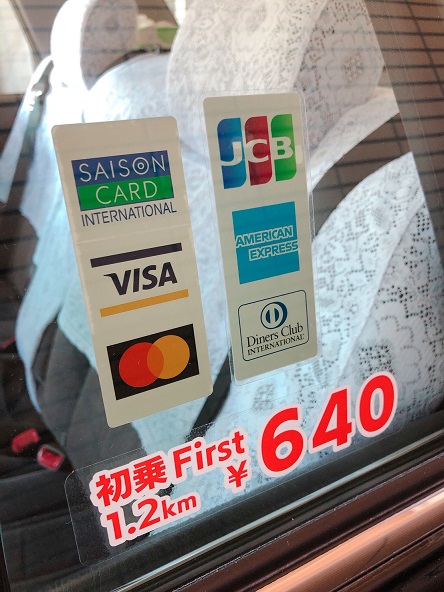 SAISON
CARD
INTERNATIONAL
VISA
JCB
AMERICAN
EXPRESS
Diners Club
INTERNATIONAL
初乗 First
1.2km ¥640